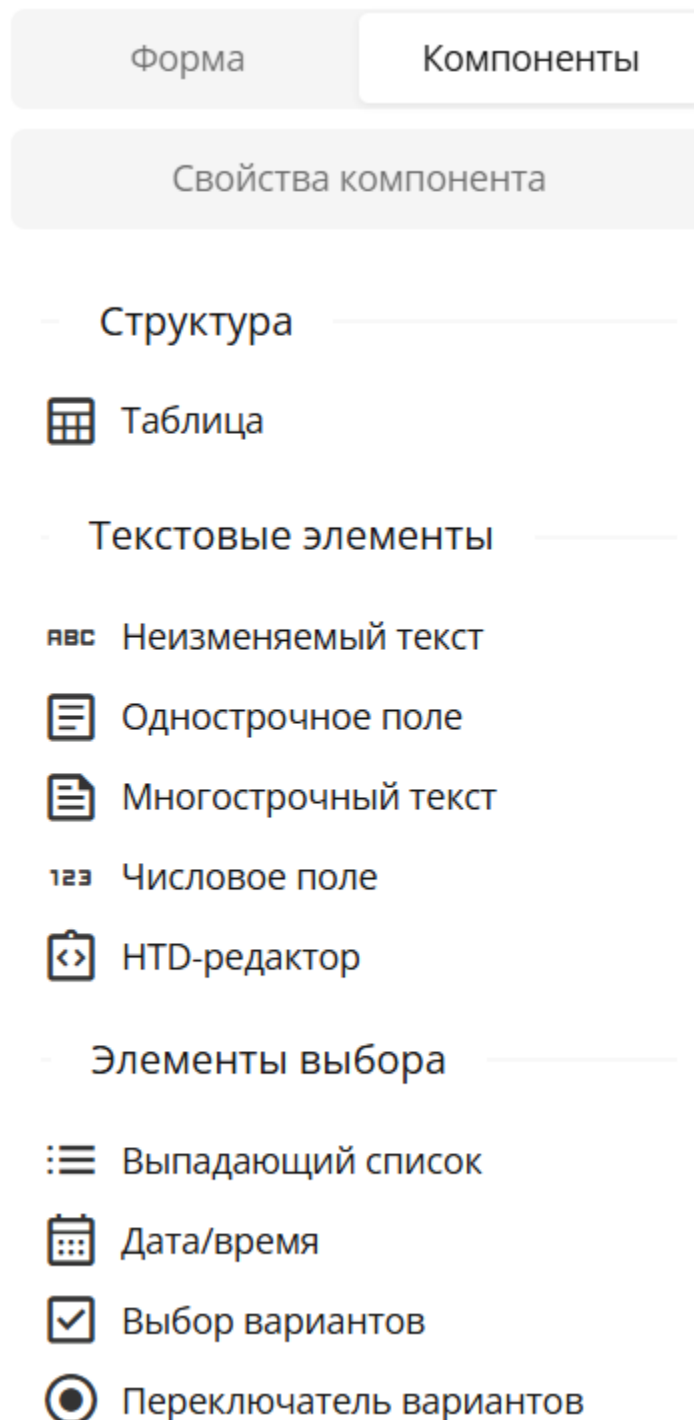 Форма Компоненты
Свойства компонента
Структура
Таблица
Текстовые элементы
ABC Неизменяемый текст
Однострочное поле
Многострочный текст
123 Числовое поле
HTD-редактор
Элементы выбора
Выпадающий список
Дата/время
Выбор вариантов
Переключатель вариантов